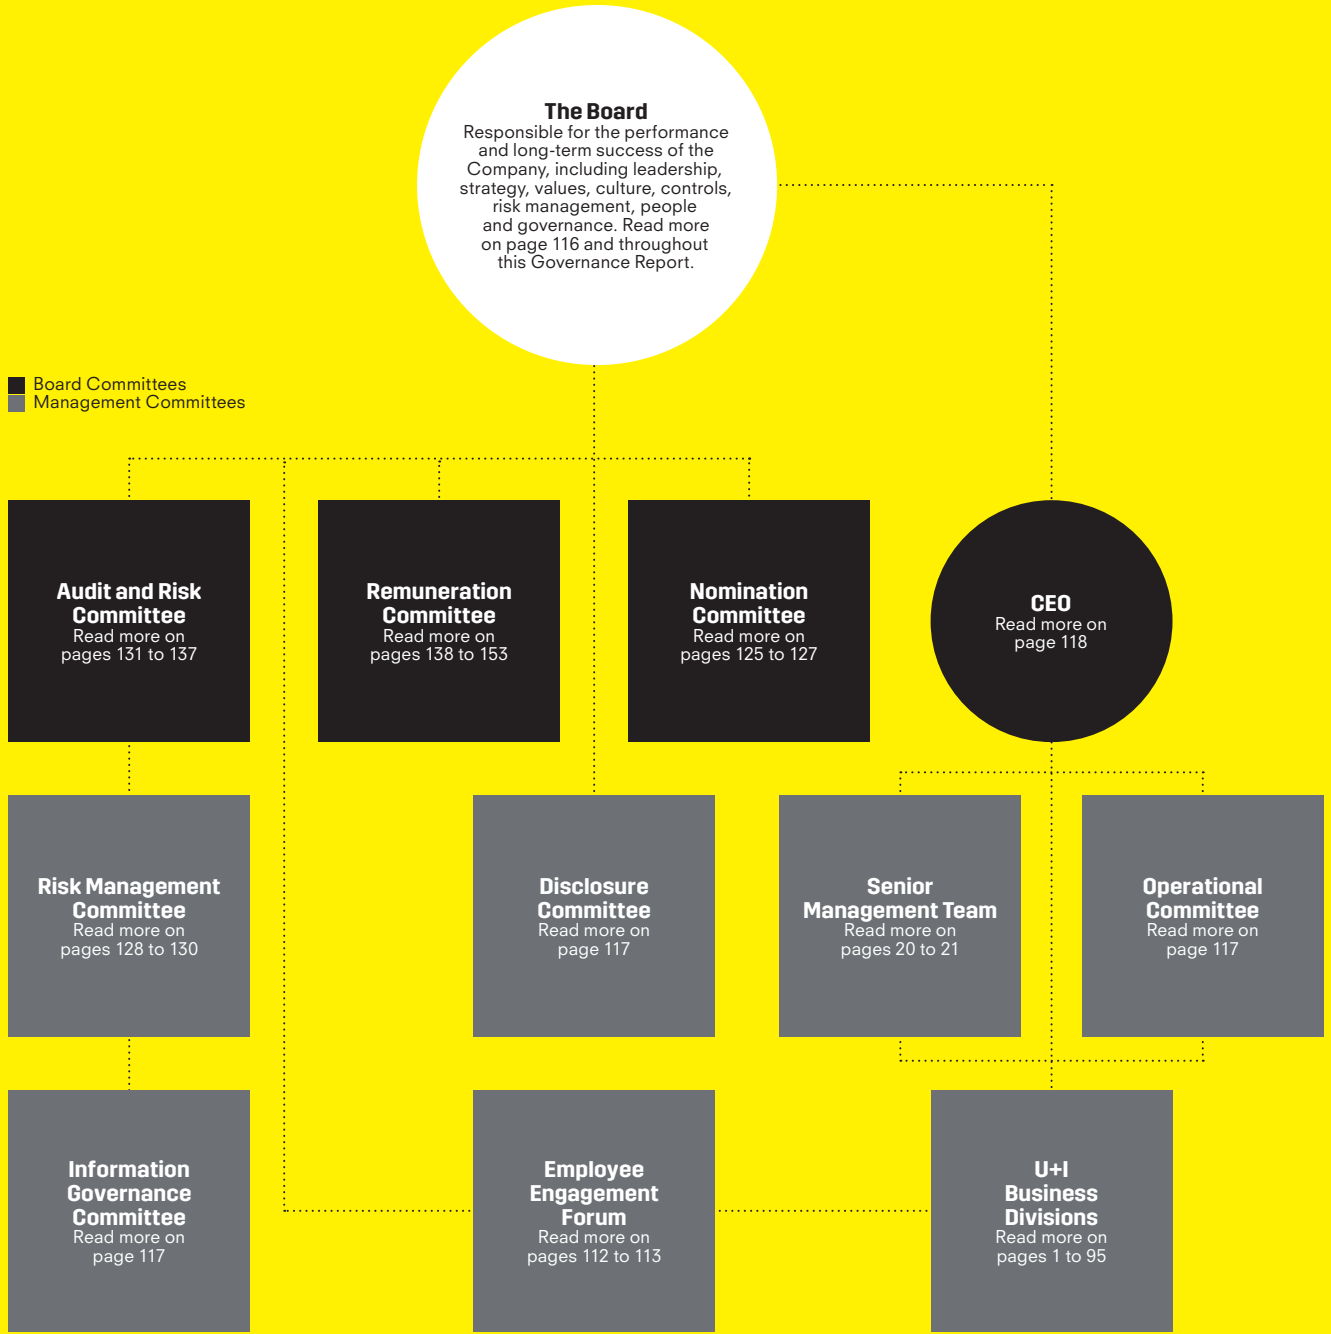 The Board
Responsible for the performance
and long-term success of the
Company, including leadership,
strategy, values, culture, controls,
risk management, people
and governance. Read more
on page 116 and throughout
this Governance Report.
Board Committees
Management Committees
Audit and Risk
Committee
Read more on
pages 131 to 137
Remuneration
Committee
Read more on
pages 138 to 153
Nomination
Committee
Read more on
pages 125 to 127
CEO
Read more on
page 118
Risk Management
Committee
Read more on
pages 128 to 130
Disclosure
Committee
Read more on
page 117
Senior
Management Team
Read more on
pages 20 to 21
Operational
Committee
Read more on
page 117
Information
Governance
Committee
Read more on
page 117
Employee
Engagement
Forum
Read more on
pages 112 to 113
U+I
Business
Divisions
Read more on
pages 1 to 95